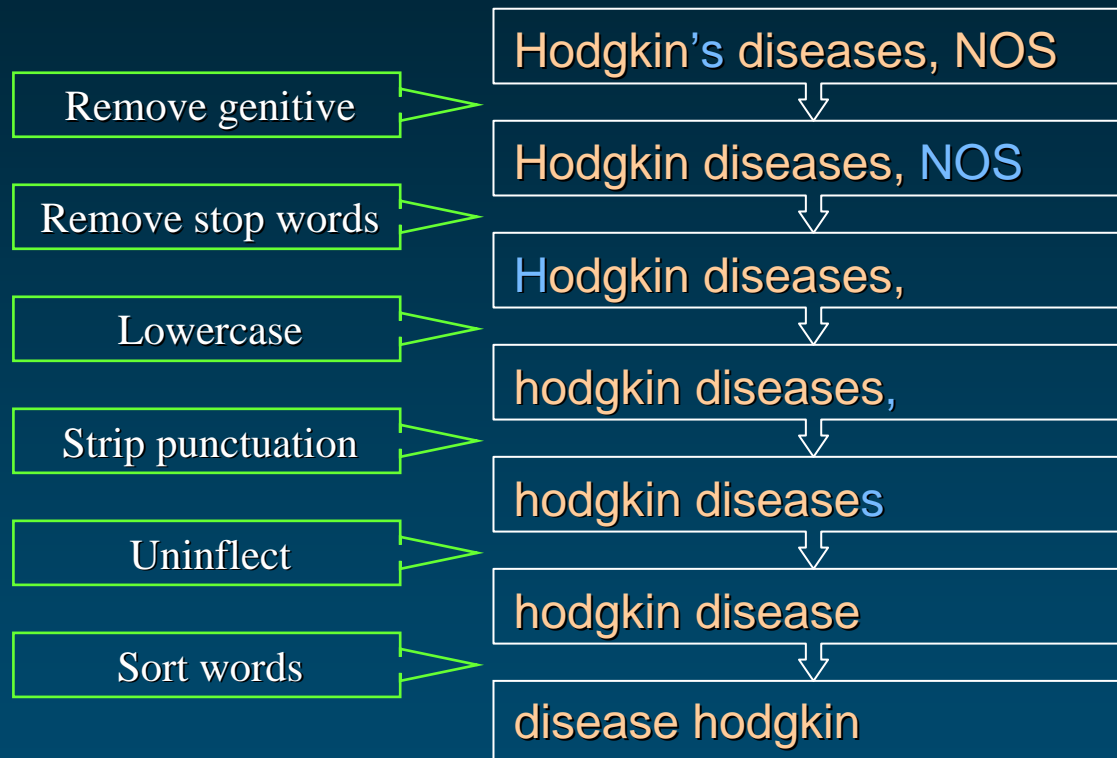 Hodgkin’s diseases, NOS
Remove genitive
Hodgkin diseases, NOS
Remove stop words
Hodgkin diseases,
Lowercase
hodgkin diseases,
Strip punctuation
hodgkin diseases
Uninflect
hodgkin disease
Sort words
disease hodgkin